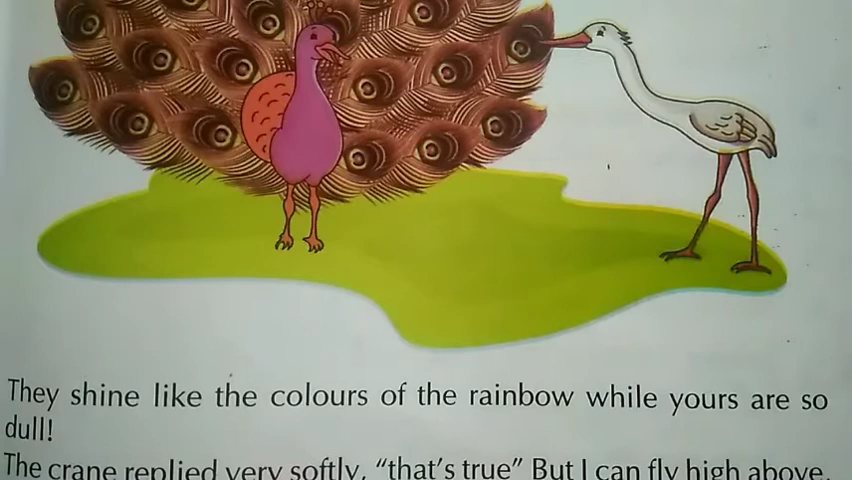 They shine like the colours of the rainbow while yours are so
dull!
The crane replied very softly, “that's true” But I can fly high above,